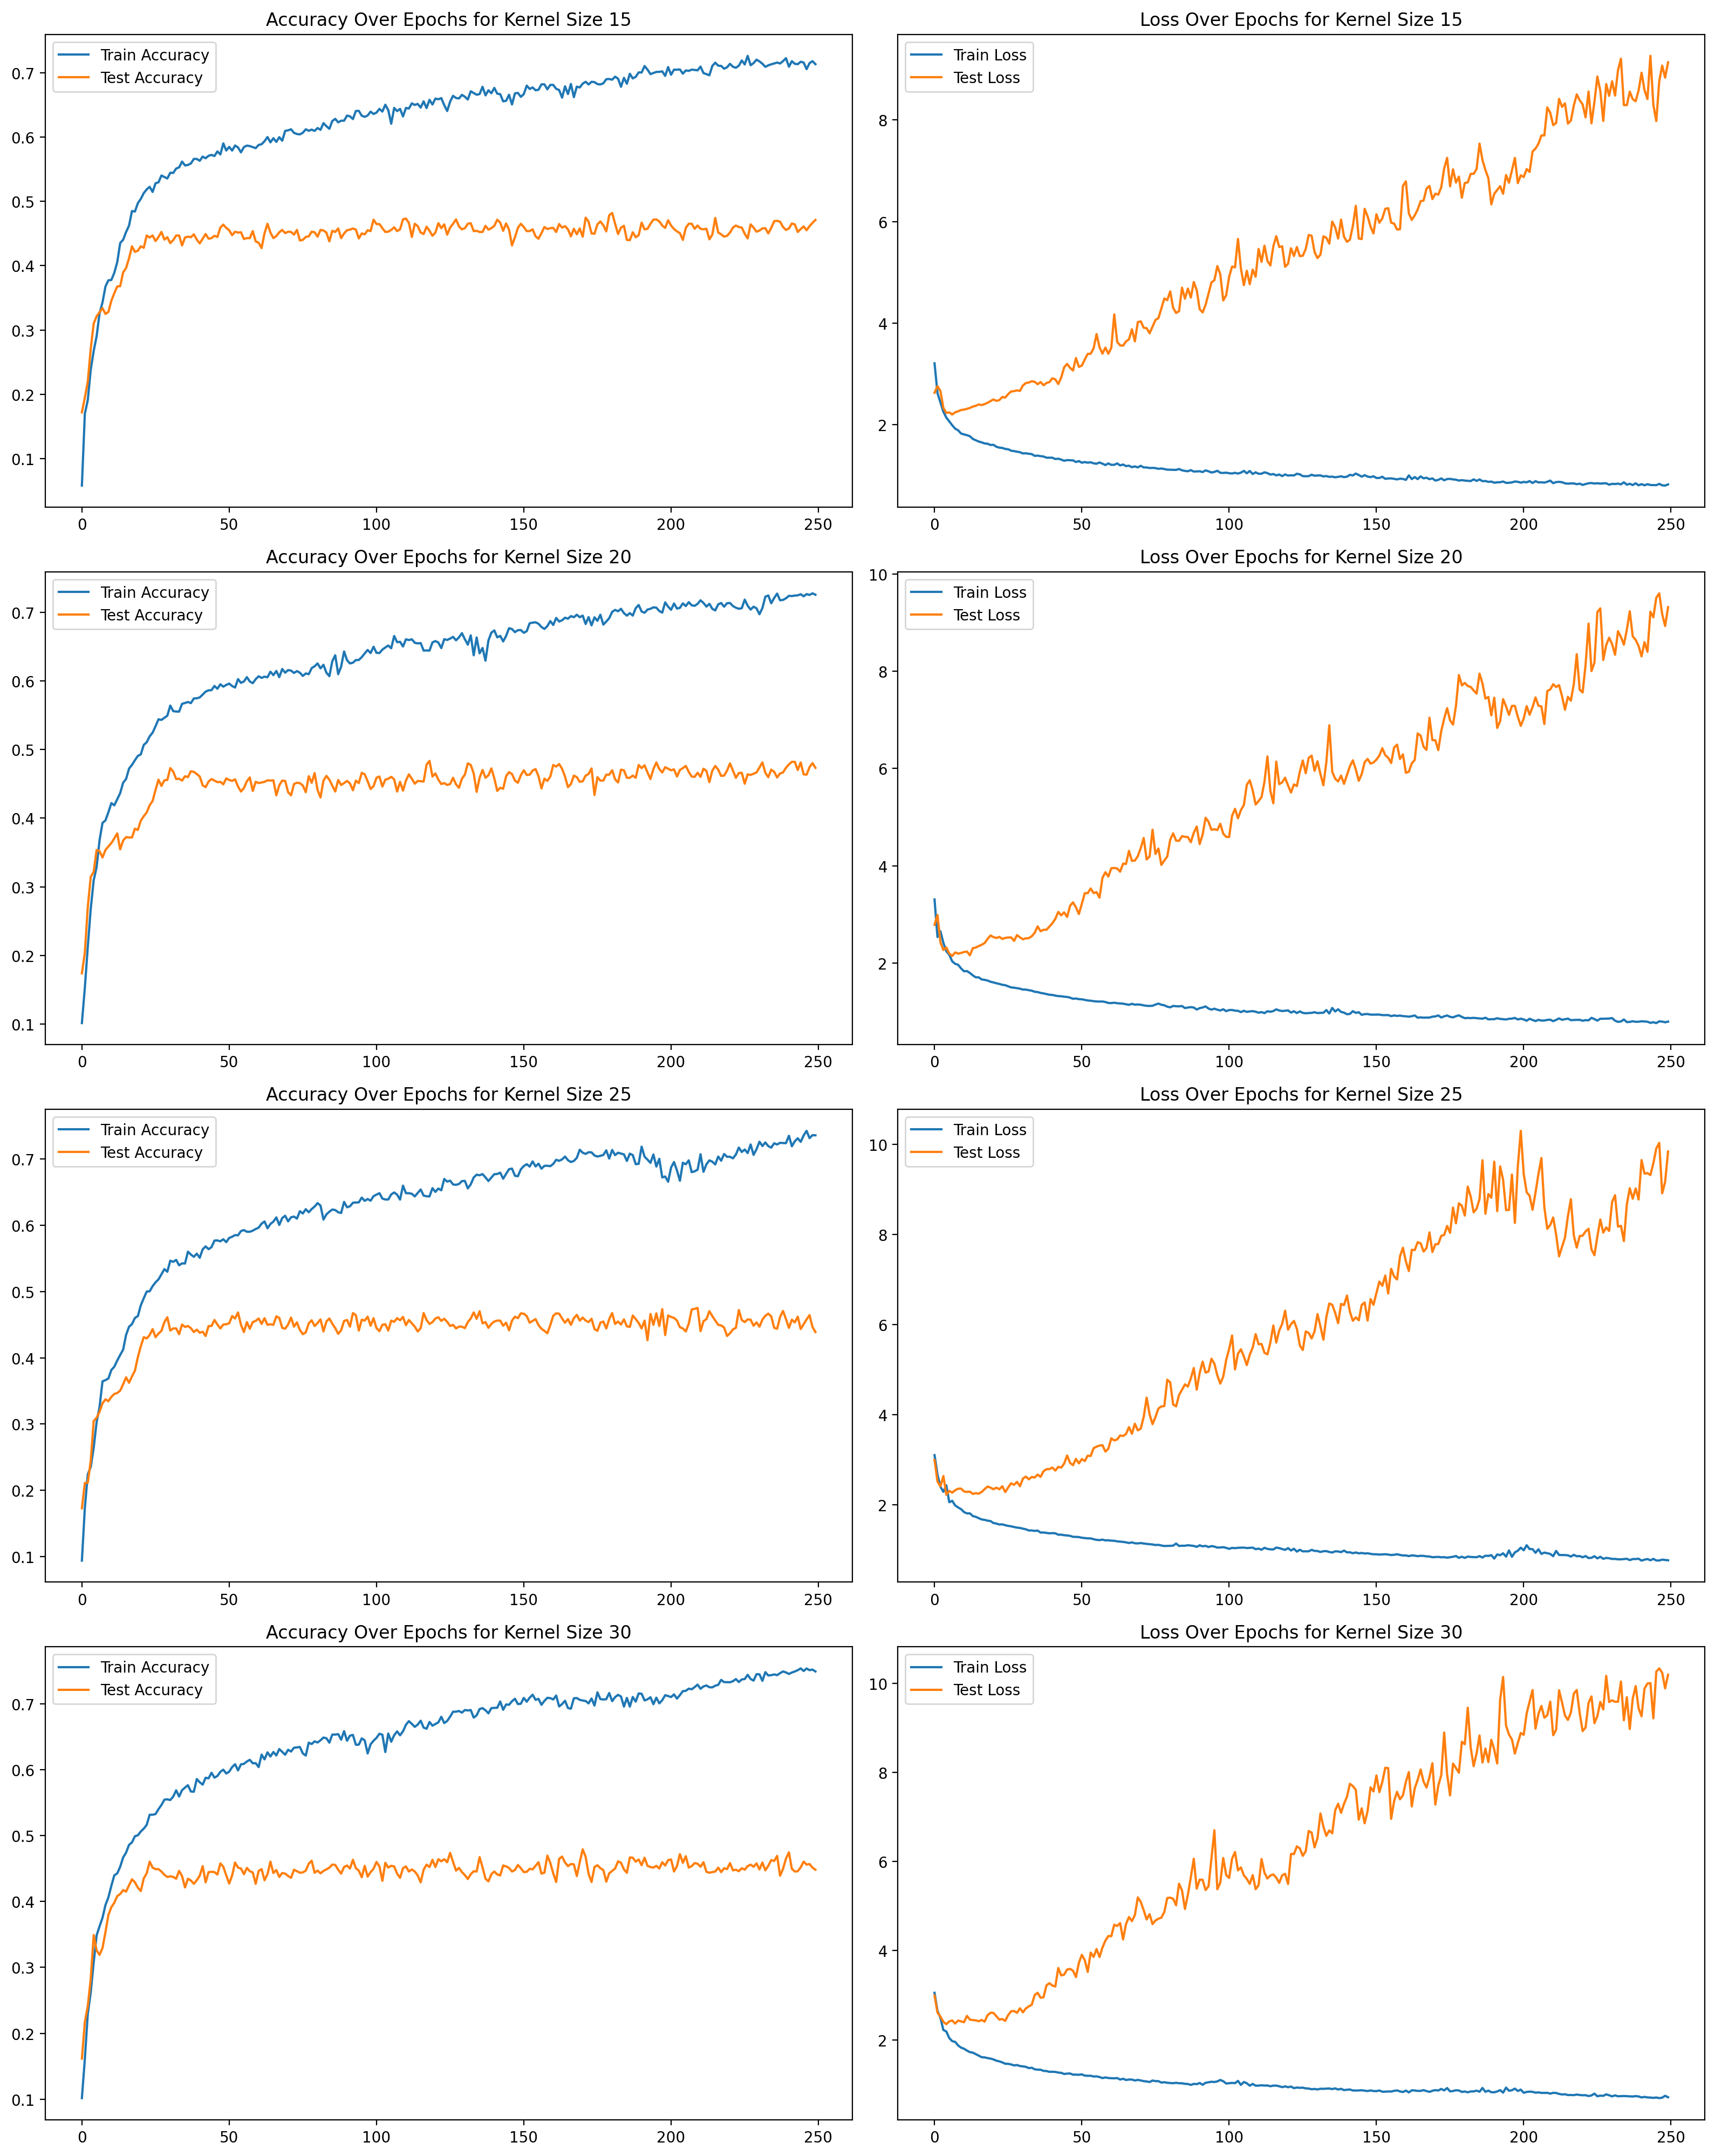 Accuracy Over Epochs for Kernel Size 15
Train Accuracy
Test Accuracy
0.7
0.6
0.5
0.4
0.3
0.2
0.1
0 50 100 150 200 250
Loss Over Epochs for Kernel Size 15
Train Loss
Test Loss
8
6
4
2
0 50 100 150 200 250
Accuracy Over Epochs for Kernel Size 20
Train Accuracy
Test Accuracy
0.7
0.6
0.5
0.4
0.3
0.2
0.1
0 50 100 150 200 250
Loss Over Epochs for Kernel Size 20
Train Loss
Test Loss
10
8
6
4
2
0 50 100 150 200 250
Accuracy Over Epochs for Kernel Size 25
Train Accuracy
Test Accuracy
0.7
0.6
0.5
0.4
0.3
0.2
0.1
0 50 100 150 200 250
Loss Over Epochs for Kernel Size 25
Train Loss
Test Loss
10
8
6
4
2
0 50 100 150 200 250
Accuracy Over Epochs for Kernel Size 30
Train Accuracy
Test Accuracy
0.7
0.6
0.5
0.4
0.3
0.2
0.1
0 50 100 150 200 250
Loss Over Epochs for Kernel Size 30
Train Loss
Test Loss
10
8
6
4
2
0 50 100 150 200 250